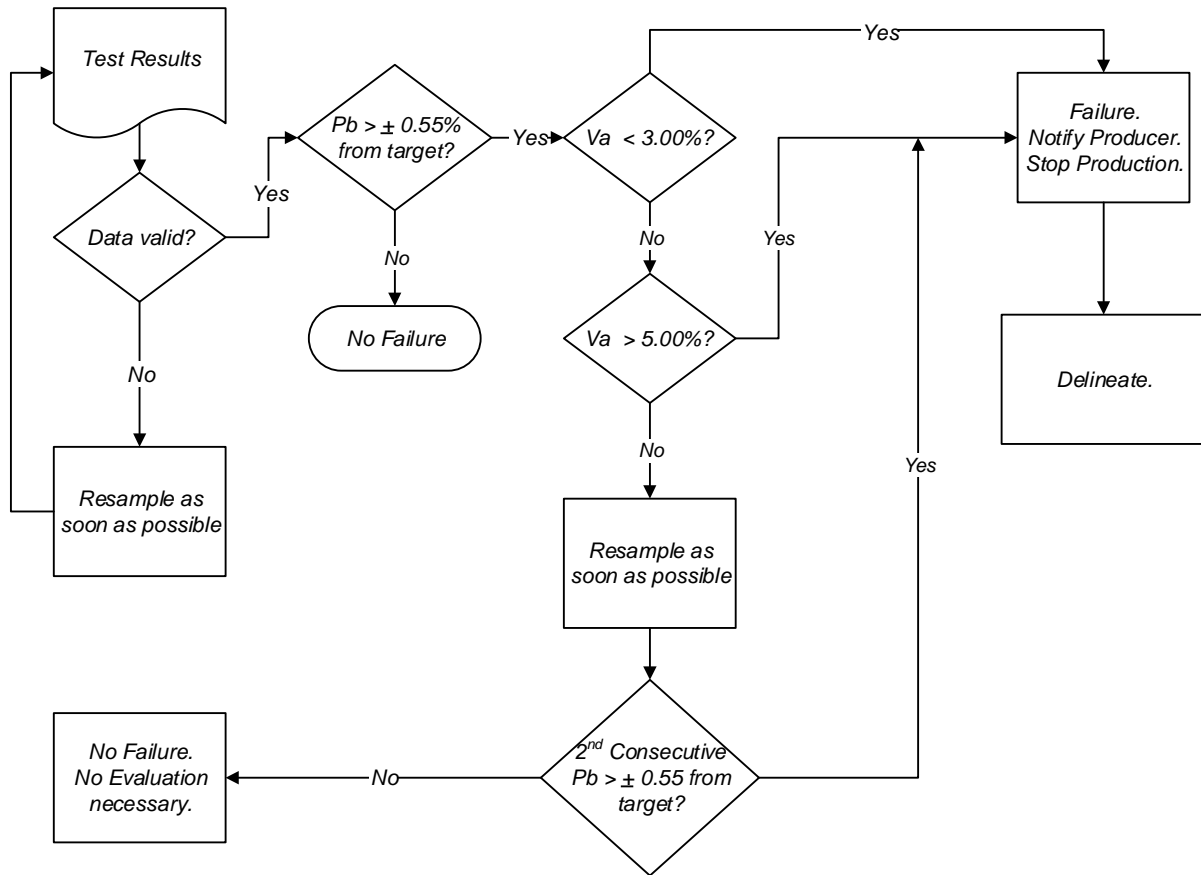 Test Results
Data valid?
Yes
No
Resample as
soon as possible
Pb > ± 0.55%
from target?
Yes
No
No Failure
Va < 3.00%?
Yes
No
Va > 5.00%?
Yes
No
Resample as
soon as possible
2nd Consecutive
Pb > ± 0.55 from
target?
Yes
No
No Failure.
No Evaluation
necessary.
Failure.
Notify Producer.
Stop Production.
Delineate.